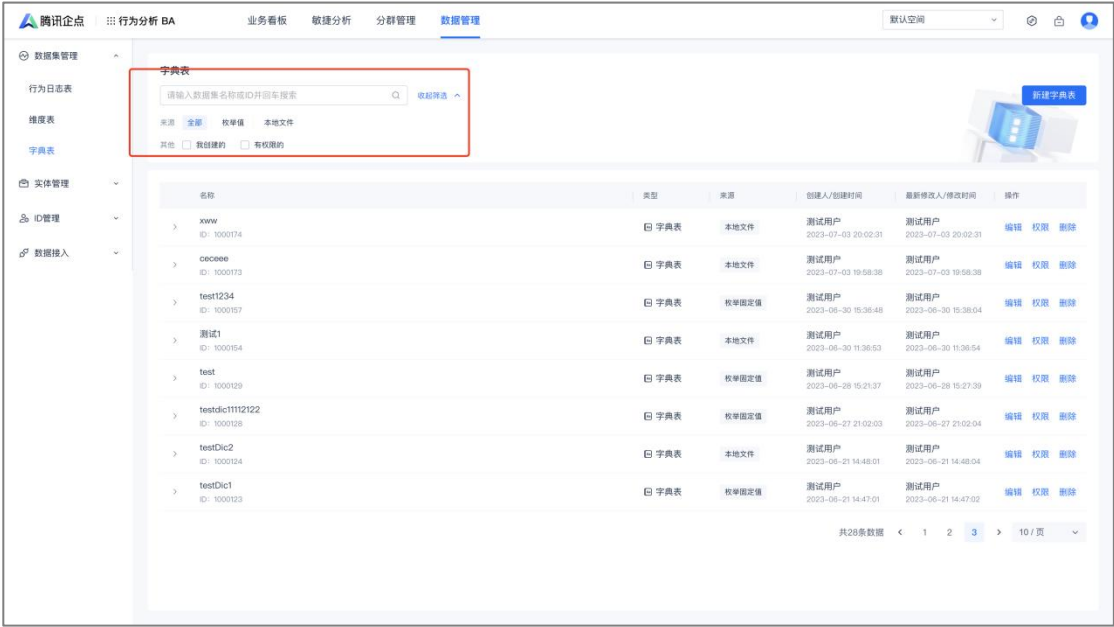 腾讯企点 行为分析 BA 业务看板 敏捷分析 分群管理 数据管理 默认空间
数据集管理
行为日志表
维度表
字典表
实体管理
ID管理
数据接入
字典表
请输入数据集名称或ID并回车搜索 收起筛选
新建字典表
来源 全部 枚举值 本地文件
其他 我创建的 有权限的
名称 类型 来源 创建人/创建时间 最新修改人/修改时间 操作
xww 字典表 本地文件 测试用户 测试用户 编辑 权限 删除
ID: 1000174 2023-07-03 20:02:31 2023-07-03 20:02:31
ceceee 字典表 本地文件 测试用户 测试用户 编辑 权限 删除
ID: 1000173 2023-07-03 19:58:38 2023-07-03 19:58:38
test1234 字典表 枚举固定值 测试用户 测试用户 编辑 权限 删除
ID: 1000157 2023-06-30 15:36:48 2023-06-30 15:38:04
测试1 字典表 本地文件 测试用户 测试用户 编辑 权限 删除
ID: 1000154 2023-06-30 11:36:53 2023-06-30 11:36:54
test 字典表 枚举固定值 测试用户 测试用户 编辑 权限 删除
ID: 1000129 2023-06-28 15:21:37 2023-06-28 15:27:39
testdic11112122 字典表 枚举固定值 测试用户 测试用户 编辑 权限 删除
ID: 1000128 2023-06-27 21:02:03 2023-06-27 21:02:04
testDic2 字典表 本地文件 测试用户 测试用户 编辑 权限 删除
ID: 1000124 2023-06-21 14:48:01 2023-06-21 14:48:04
testDic1 字典表 枚举固定值 测试用户 测试用户 编辑 权限 删除
ID: 1000123 2023-06-21 14:47:01 2023-06-21 14:47:02
共28条数据 1 2 3 10 / 页